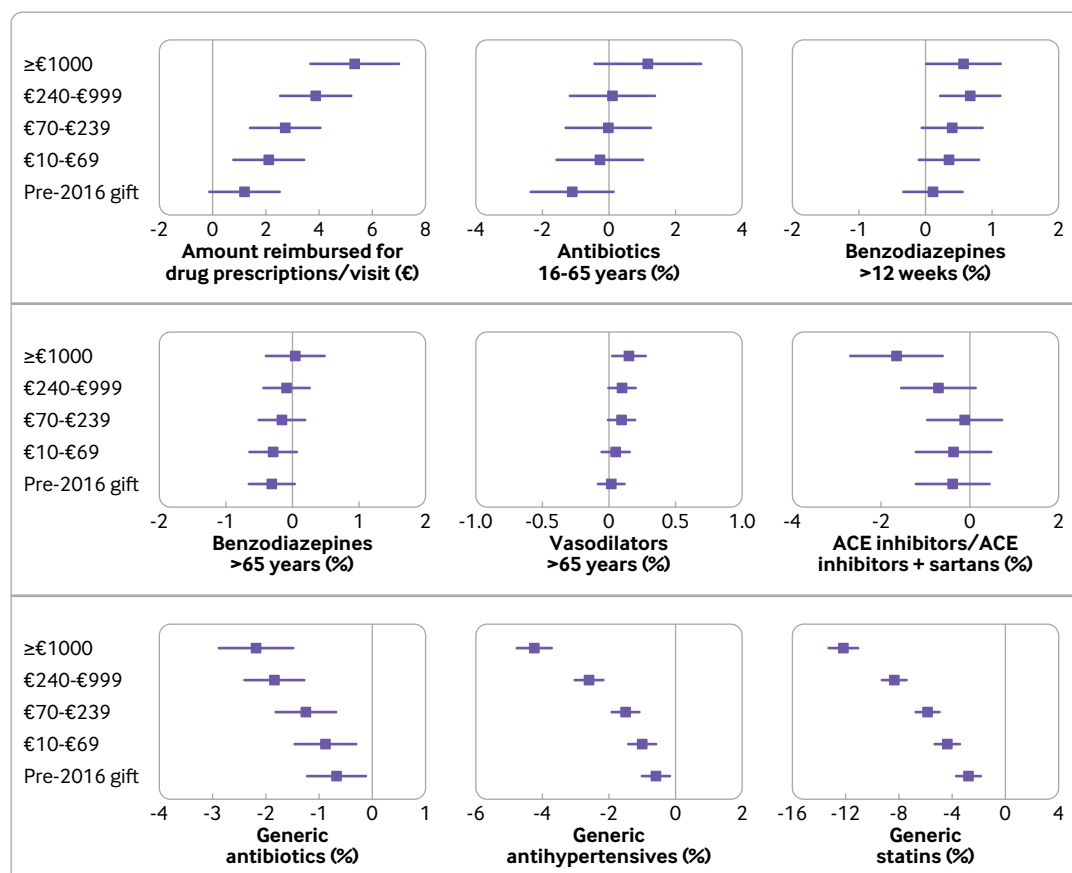 ≥€1000
€240-€999
€70-€239
€10-€69
Pre-2016 gift
-2 0 2 4 6 8
Amount reimbursed for
drug prescriptions/visit (€)
-4 -2 0 2 4
Antibiotics
16-65 years (%)
-2 -1 0 1 2
Benzodiazepines
>12 weeks (%)
≥€1000
€240-€999
€70-€239
€10-€69
Pre-2016 gift
-2 -1 0 1 2
Benzodiazepines
>65 years (%)
-1.0 -0.5 0 0.5 1.0
Vasodilators
>65 years (%)
-4 -2 0 2
ACE inhibitors/ACE
inhibitors + sartans (%)
≥€1000
€240-€999
€70-€239
€10-€69
Pre-2016 gift
-4 -3 -2 -1 0 1
Generic
antibiotics (%)
-6 -4 -2 0 2
Generic
antihypertensives (%)
-16 -12 -8 -4 0 4
Generic
statins (%)